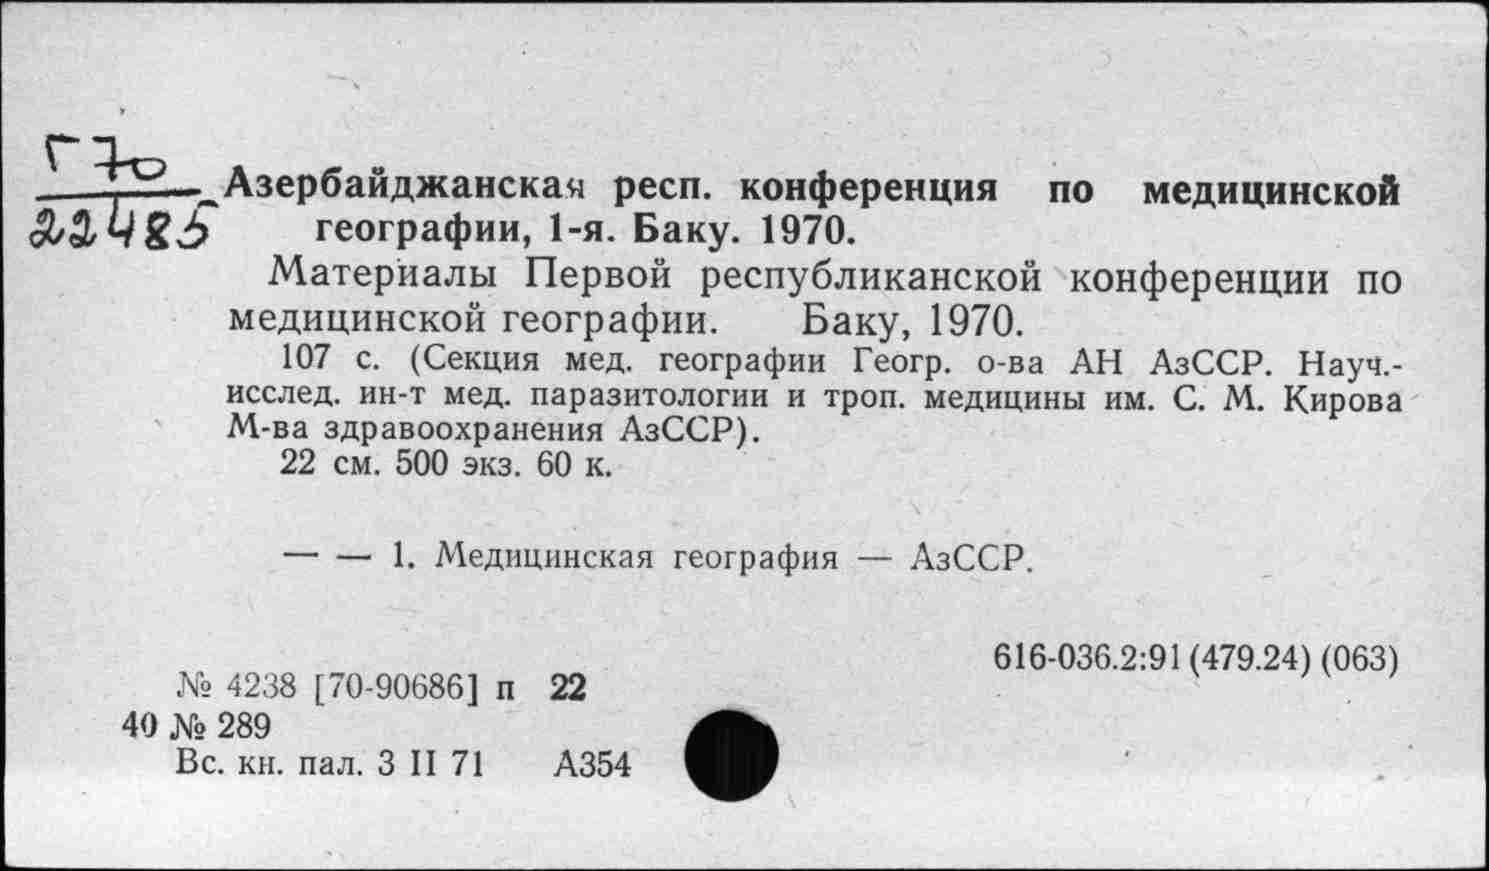 Г70
22485
Азербайджанская респ. конференция по медицинской
географии, 1-я. Баку. 1970.
Материалы Первой республиканской конференции по
медицинской географии. Баку, 1970.
107 с. (Секция мед. географии Геогр. о-ва АН АзССР. Науч.-
исслед. ин-т мед. паразитологии и троп. медицины им. С. М. Кирова
М-ва здравоохранения АзССР).
22 см. 500 экз. 60 к.
— — 1. Медицинская география — АзССР.
616-036.2:91 (479.24) (063)
№ 4238 [70-90686] п 22
40 № 289
Вс. кн. пал. 3 II 71 А354